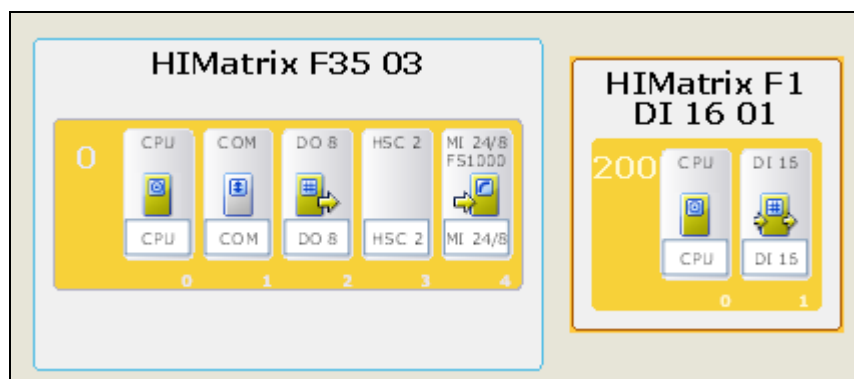 HIMatrix F35 03
0
CPU COM DO 8 HSC 2 MI 24/8
FS1000
CPU COM DO 8 HSC 2 MI 24/8
0 1 2 3 4
HIMatrix F1
DI 16 01
200
CPU DI 16
CPU DI 16
0 1